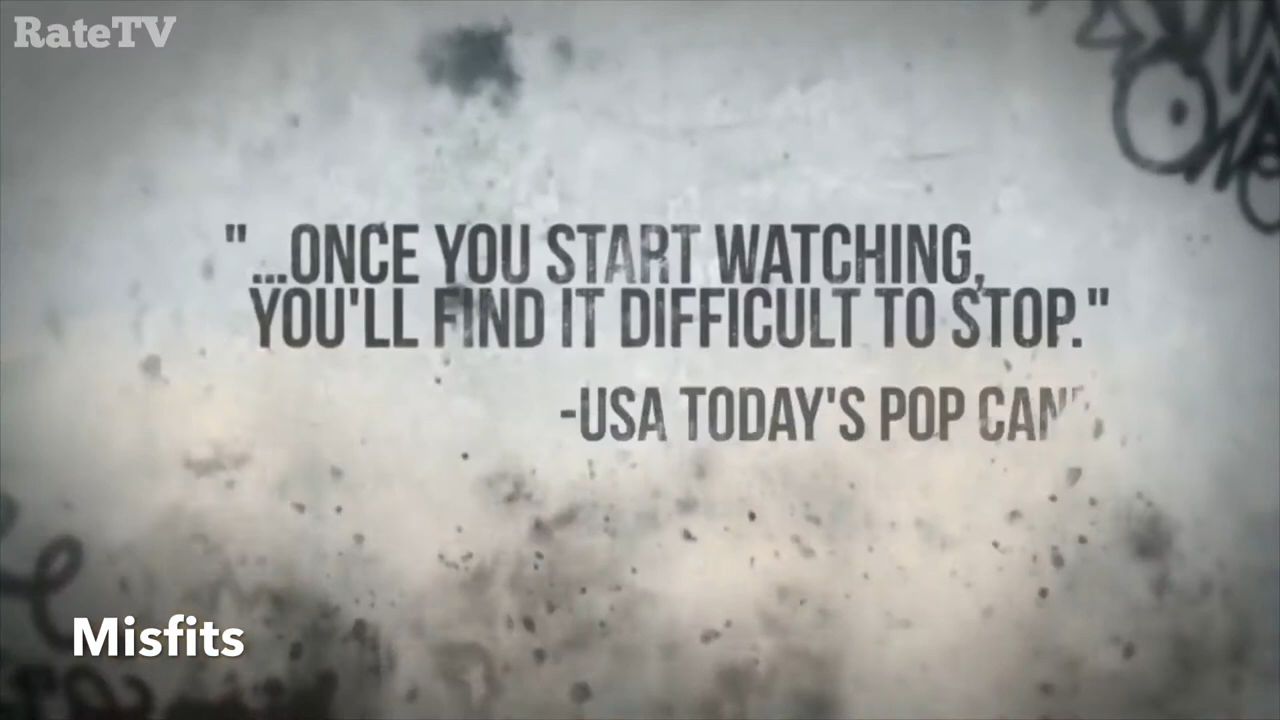 RateTV
"...ONCE YOU START WATCHING,
YOU'LL FIND IT DIFFICULT TO STOP."
-USA TODAY'S POP
Misfits